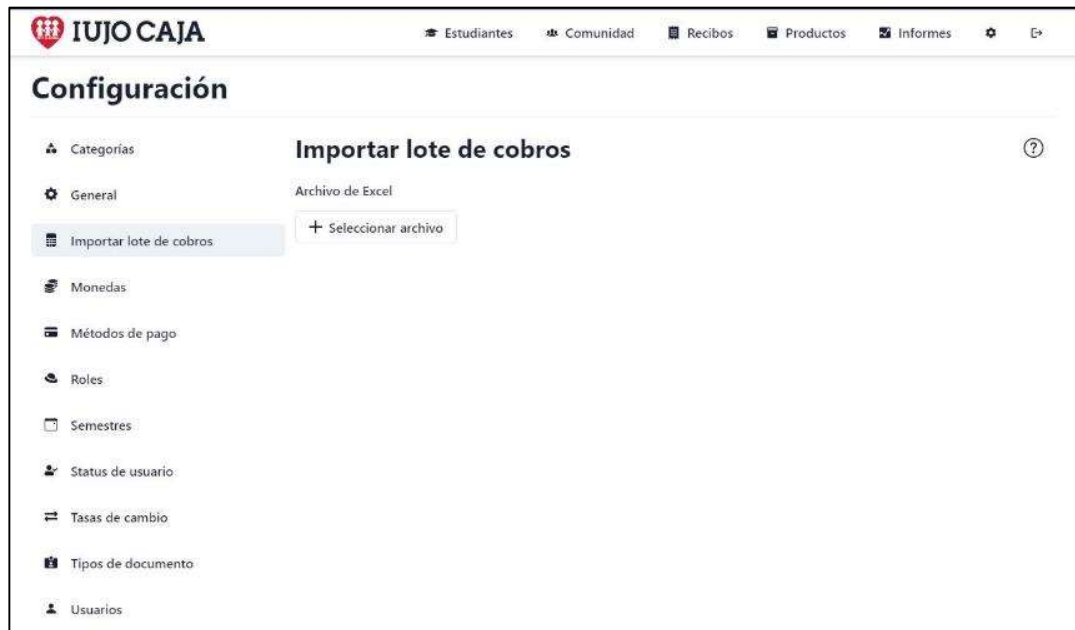 IUJO CAJA
Estudiantes Comunidad Recibos Productos Informes
Configuración
Categorías
General
Importar lote de cobros
Monedas
Métodos de pago
Roles
Semestres
Status de usuario
Tasas de cambio
Tipos de documento
Usuarios
Importar lote de cobros
?
Archivo de Excel
+ Seleccionar archivo